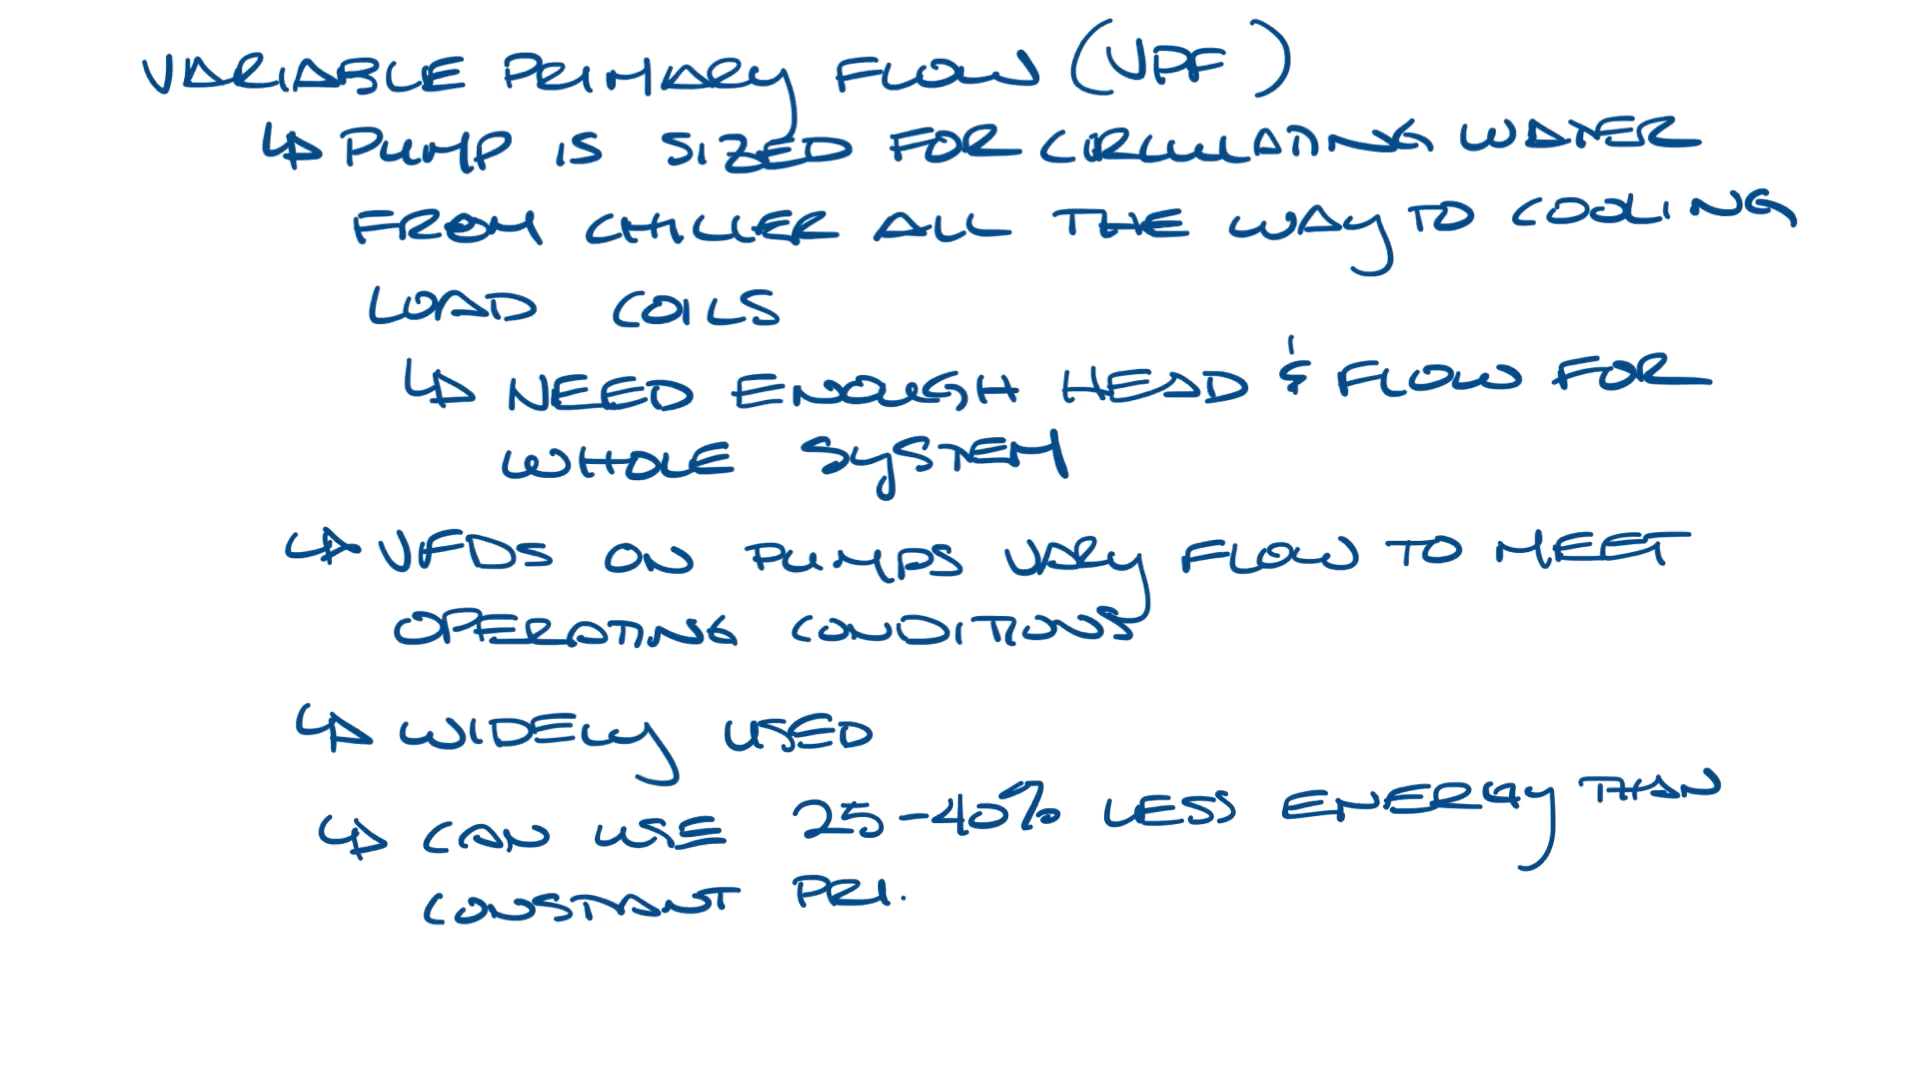 VARIABLE PRIMARY FLOW (VPF)
↳ PUMP IS SIZED FOR CIRCULATING WATER
FROM CHILLER ALL THE WAY TO COOLING
LOAD COILS
↳ NEED ENOUGH HEAD & FLOW FOR
WHOLE SYSTEM
↳ VFDS ON PUMPS VARY FLOW TO MEET
OPERATING CONDITIONS
↳ WIDELY USED
↳ CAN USE 25-40% LESS ENERGY THAN
CONSTANT PRI.